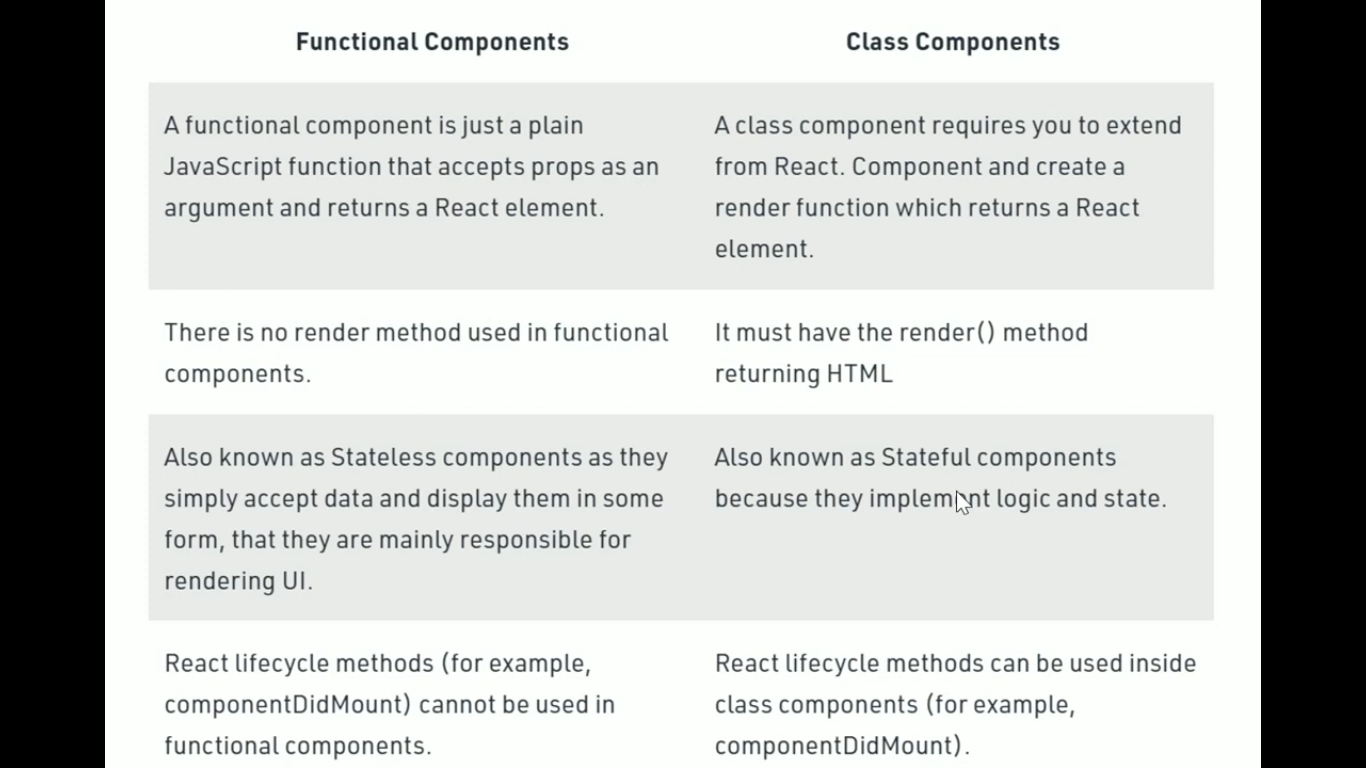 Functional Components
Class Components
A functional component is just a plain
JavaScript function that accepts props as an
argument and returns a React element.
A class component requires you to extend
from React. Component and create a
render function which returns a React
element.
There is no render method used in functional
components.
It must have the render() method
returning HTML
Also known as Stateless components as they
simply accept data and display them in some
form, that they are mainly responsible for
rendering UI.
Also known as Stateful components
because they implement logic and state.
React lifecycle methods (for example,
componentDidMount) cannot be used in
functional components.
React lifecycle methods can be used inside
class components (for example,
componentDidMount).